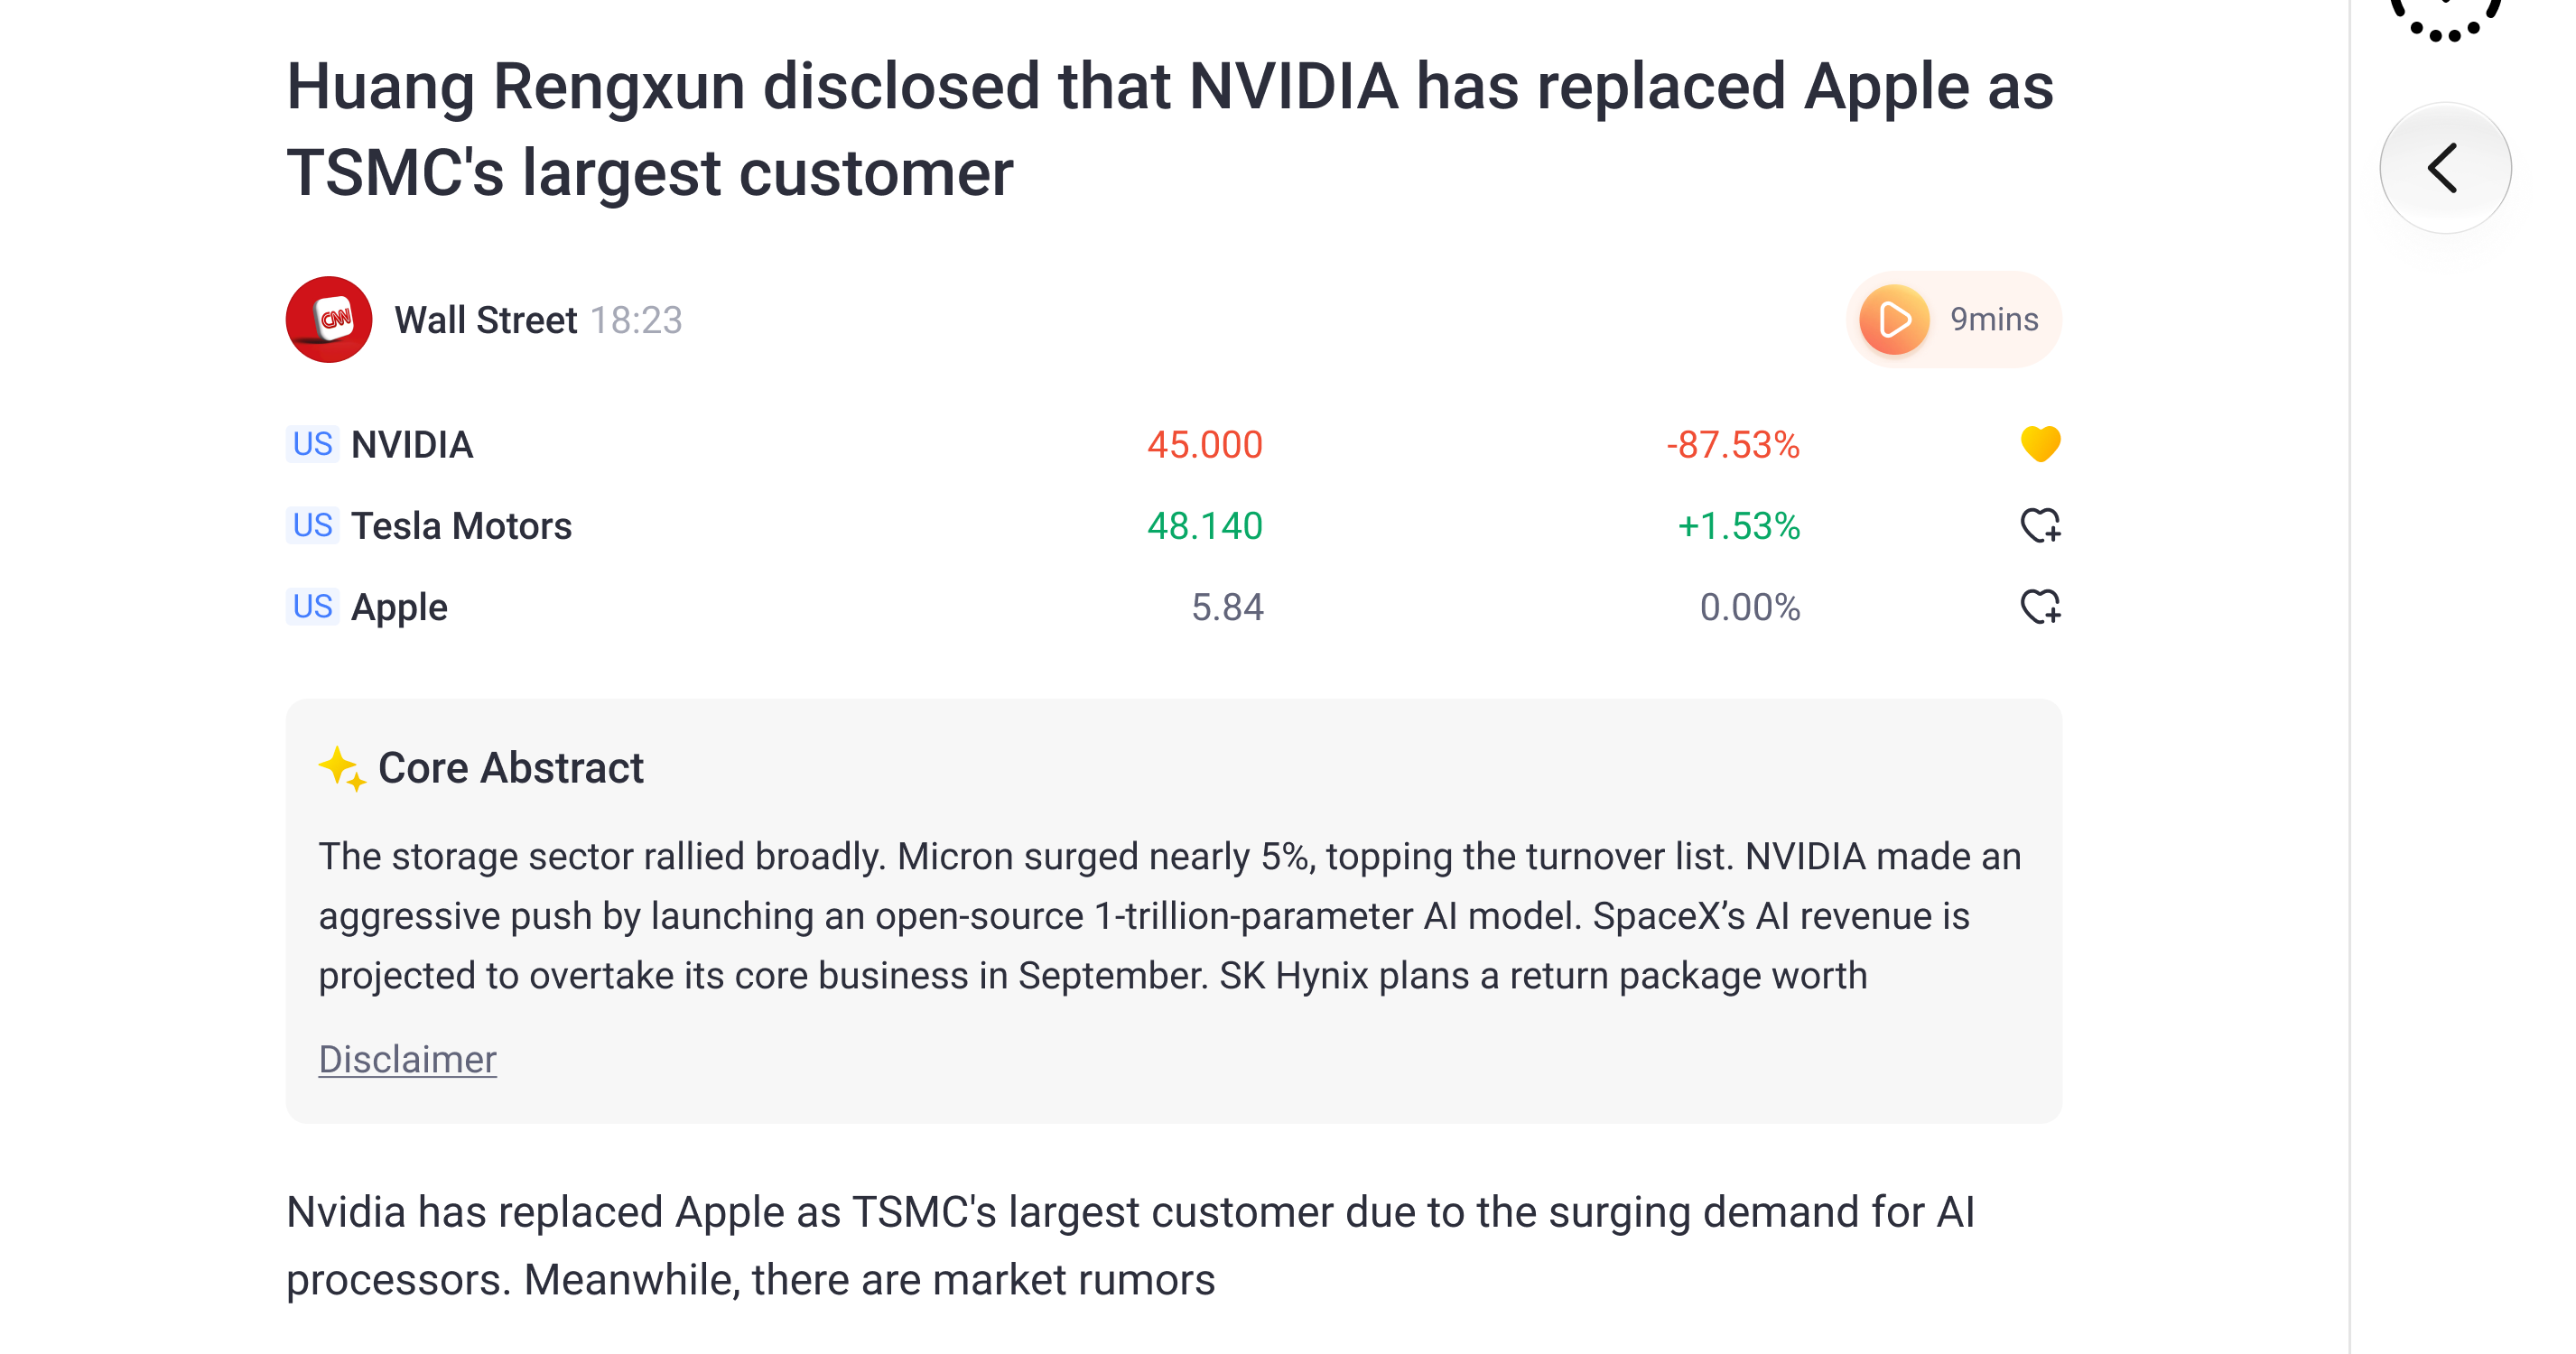 Huang Rengxun disclosed that NVIDIA has replaced Apple as
TSMC's largest customer
CNN
Wall Street 18:23
9mins
US NVIDIA 45.000 -87.53%
US Tesla Motors 48.140 +1.53%
US Apple 5.84 0.00%
Core Abstract
The storage sector rallied broadly. Micron surged nearly 5%, topping the turnover list. NVIDIA made an
aggressive push by launching an open-source 1-trillion-parameter AI model. SpaceX’s AI revenue is
projected to overtake its core business in September. SK Hynix plans a return package worth
Disclaimer
Nvidia has replaced Apple as TSMC's largest customer due to the surging demand for AI
processors. Meanwhile, there are market rumors